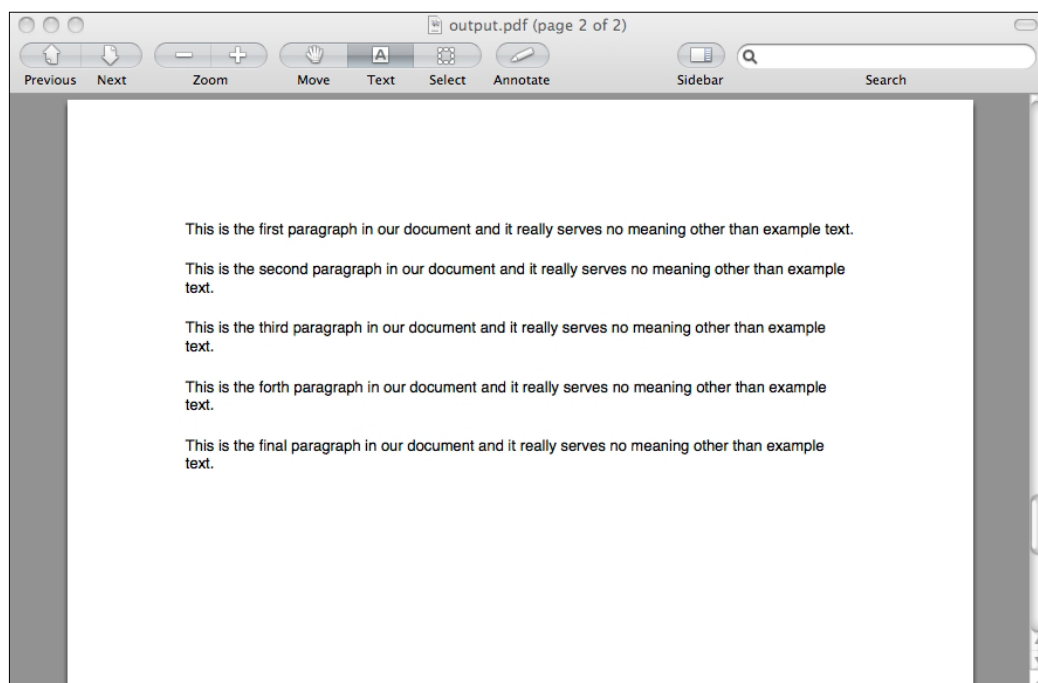 output.pdf (page 2 of 2)
A
Previous Next Zoom Move Text Select Annotate Sidebar Search
This is the first paragraph in our document and it really serves no meaning other than example text.
This is the second paragraph in our document and it really serves no meaning other than example
text.
This is the third paragraph in our document and it really serves no meaning other than example
text.
This is the forth paragraph in our document and it really serves no meaning other than example
text.
This is the final paragraph in our document and it really serves no meaning other than example
text.